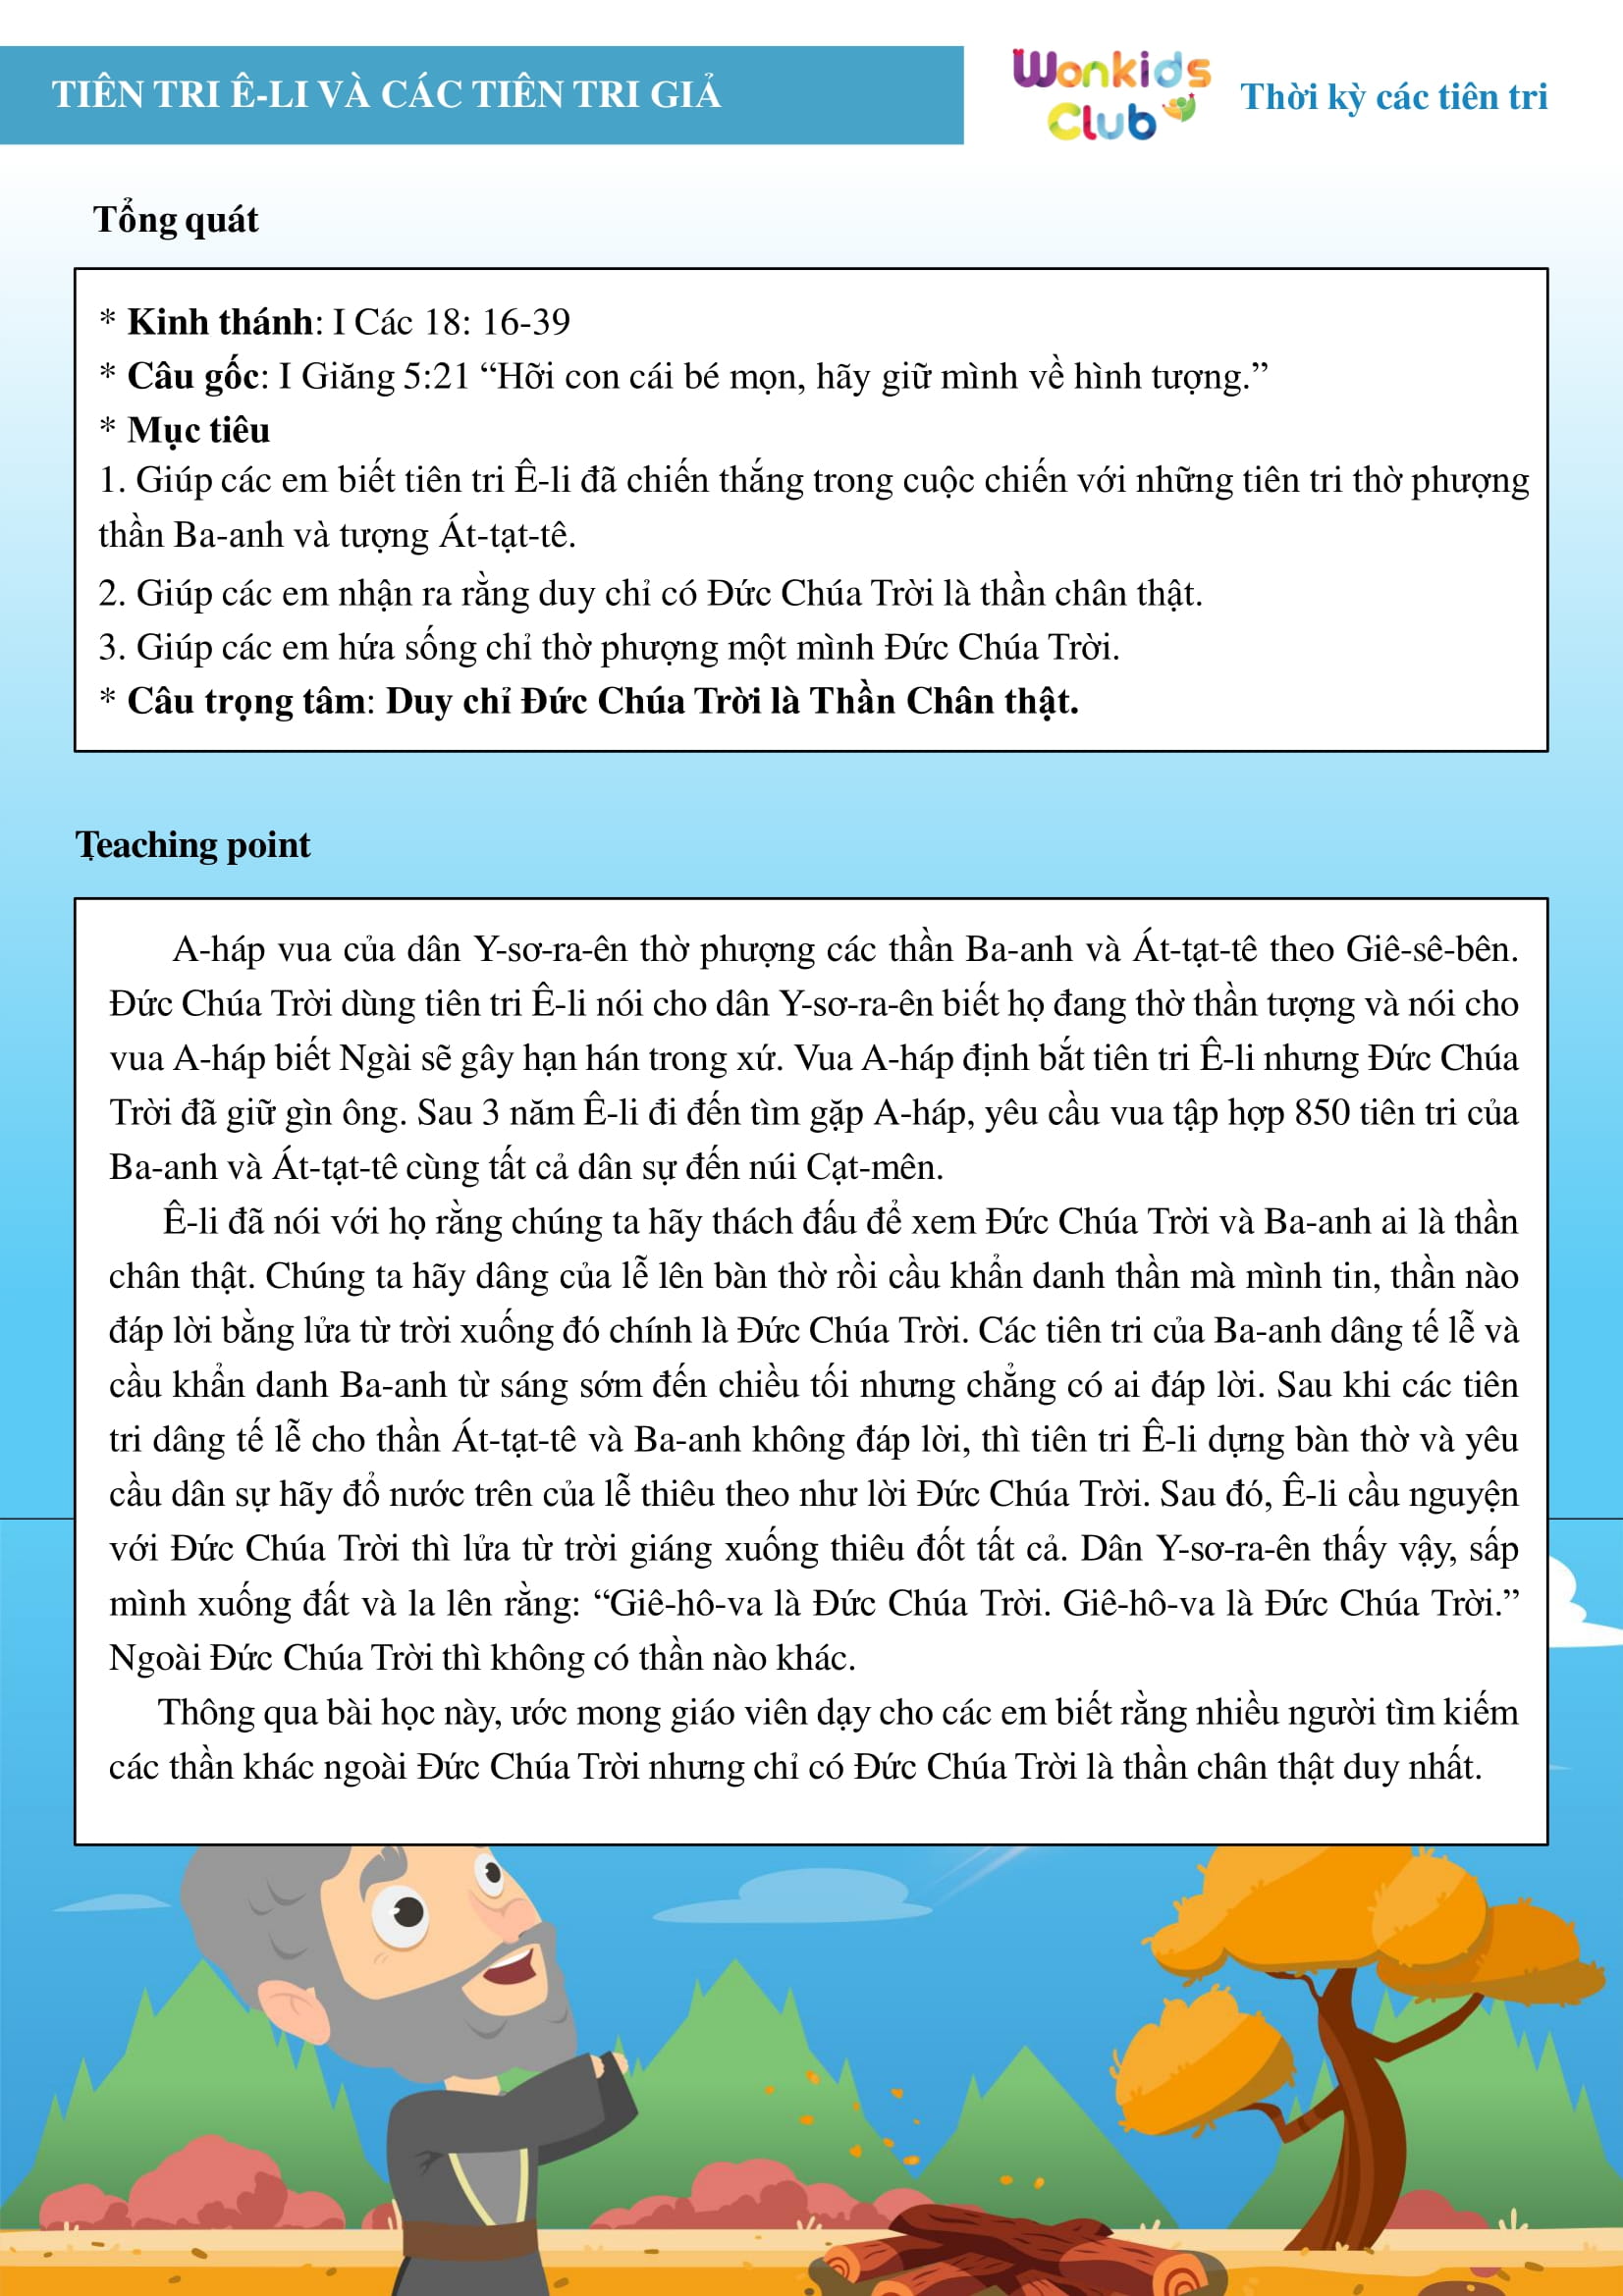 TIÊN TRI Ê-LI VÀ CÁC TIÊN TRI GIẢ
Wonkids
Club
Thời kỳ các tiên tri
Tổng quát
* Kinh thánh: I Các 18: 16-39
* Câu gốc: I Giăng 5:21 “Hỡi con cái bé mọn, hãy giữ mình về hình tượng.”
* Mục tiêu
1. Giúp các em biết tiên tri Ê-li đã chiến thắng trong cuộc chiến với những tiên tri thờ phượng
thần Ba-anh và tượng Át-tạt-tê.
2. Giúp các em nhận ra rằng duy chỉ có Đức Chúa Trời là thần chân thật.
3. Giúp các em hứa sống chỉ thờ phượng một mình Đức Chúa Trời.
* Câu trọng tâm: Duy chỉ Đức Chúa Trời là Thần Chân thật.
Teaching point
A-háp vua của dân Y-sơ-ra-ên thờ phượng các thần Ba-anh và Át-tạt-tê theo Giê-sê-bên.
Đức Chúa Trời dùng tiên tri Ê-li nói cho dân Y-sơ-ra-ên biết họ đang thờ thần tượng và nói cho
vua A-háp biết Ngài sẽ gây hạn hán trong xứ. Vua A-háp định bắt tiên tri Ê-li nhưng Đức Chúa
Trời đã giữ gìn ông. Sau 3 năm Ê-li đi đến tìm gặp A-háp, yêu cầu vua tập hợp 850 tiên tri của
Ba-anh và Át-tạt-tê cùng tất cả dân sự đến núi Cạt-mên.
Ê-li đã nói với họ rằng chúng ta hãy thách đấu để xem Đức Chúa Trời và Ba-anh ai là thần
chân thật. Chúng ta hãy dâng của lễ lên bàn thờ rồi cầu khẩn danh thần mà mình tin, thần nào
đáp lời bằng lửa từ trời xuống đó chính là Đức Chúa Trời. Các tiên tri của Ba-anh dâng tế lễ và
cầu khẩn danh Ba-anh từ sáng sớm đến chiều tối nhưng chẳng có ai đáp lời. Sau khi các tiên
tri dâng tế lễ cho thần Át-tạt-tê và Ba-anh không đáp lời, thì tiên tri Ê-li dựng bàn thờ và yêu
cầu dân sự hãy đổ nước trên của lễ thiêu theo như lời Đức Chúa Trời. Sau đó, Ê-li cầu nguyện
với Đức Chúa Trời thì lửa từ trời giáng xuống thiêu đốt tất cả. Dân Y-sơ-ra-ên thấy vậy, sấp
mình xuống đất và la lên rằng: “Giê-hô-va là Đức Chúa Trời. Giê-hô-va là Đức Chúa Trời.”
Ngoài Đức Chúa Trời thì không có thần nào khác.
Thông qua bài học này, ước mong giáo viên dạy cho các em biết rằng nhiều người tìm kiếm
các thần khác ngoài Đức Chúa Trời nhưng chỉ có Đức Chúa Trời là thần chân thật duy nhất.